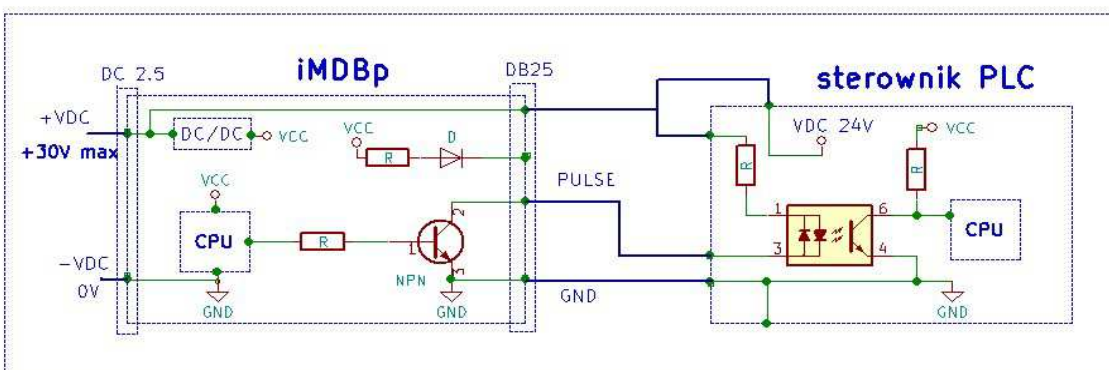 iMDBp
DC 2.5
DB25
sterownik PLC
+VDC
+30V max
DC/DC
VCC
VCC
R
D
VDC 24V
VCC
R
R
PULSE
VCC
CPU
R
1
2
3
NPN
1
3
6
4
CPU
-VDC
0V
GND
GND
GND
GND